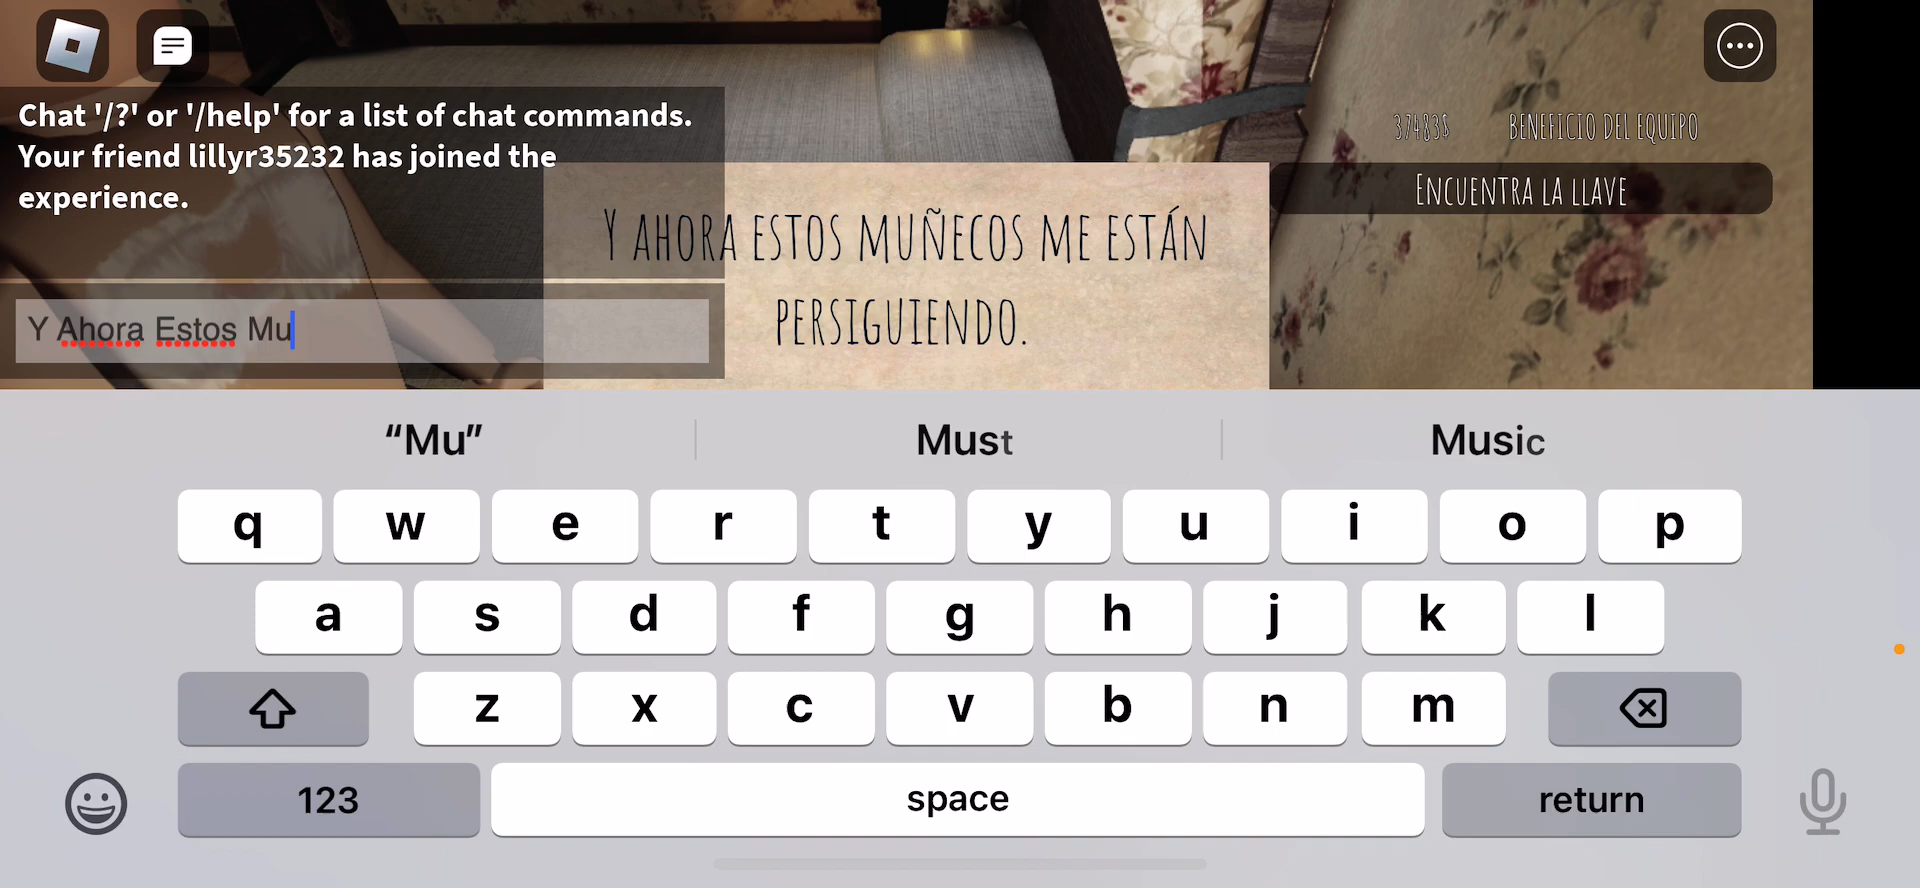 Chat '/?' or '/help' for a list of chat commands.
Your friend lillyr35232 has joined the
experience.
37483$ BENEFICIO DEL EQUIPO
ENCUENTRA LA LLAVE
Y AHORA ESTOS MUÑECOS ME ESTÁN
PERSIGUIENDO.
Y Ahora Estos Mu
“Mu” Must Music
q w e r t y u i o p
a s d f g h j k l
z x c v b n m
123 space return